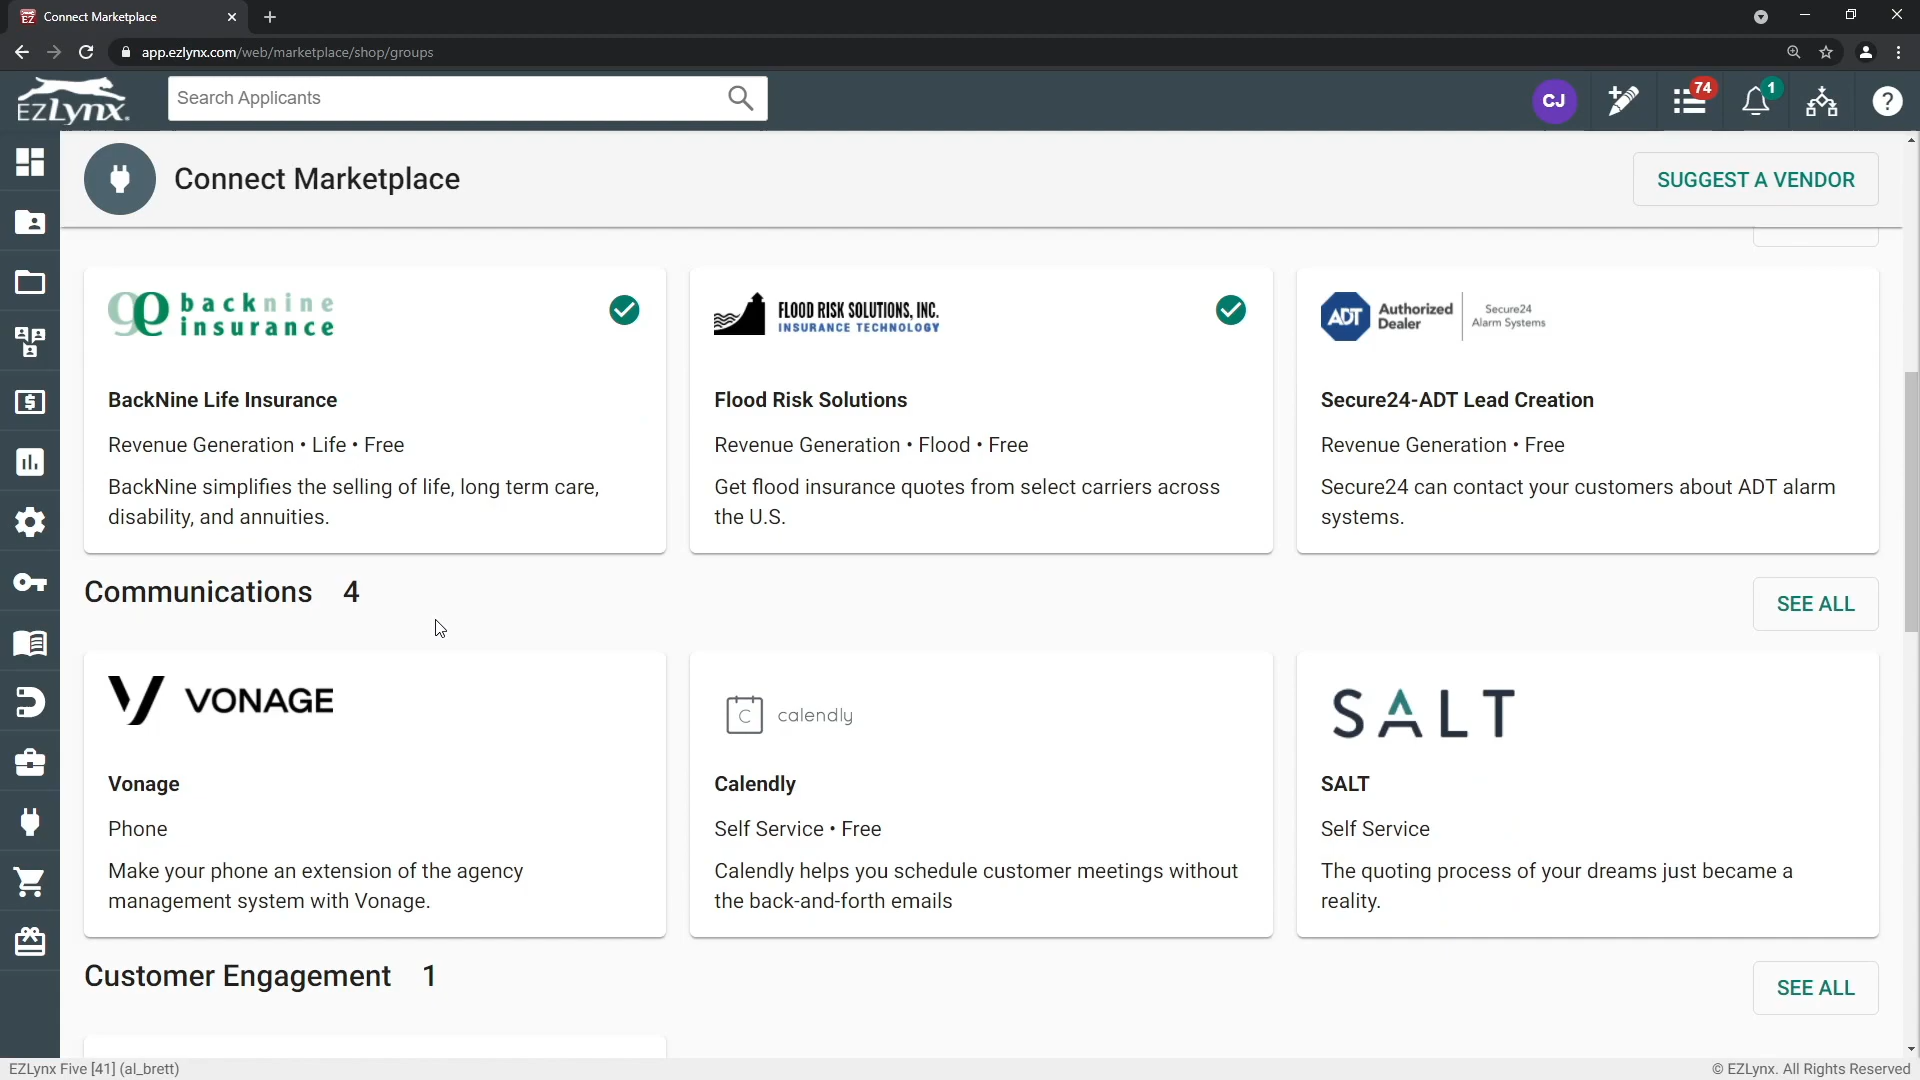 EZ Connect Marketplace
app.ezlynx.com/web/marketplace/shop/groups
EZLynx
Search Applicants
CJ
74
1
?
Connect Marketplace
SUGGEST A VENDOR
backnine
insurance
FLOOD RISK SOLUTIONS, INC.
INSURANCE TECHNOLOGY
ADT Authorized Dealer
Secure24 Alarm Systems
BackNine Life Insurance
Revenue Generation • Life • Free
BackNine simplifies the selling of life, long term care,
disability, and annuities.
Flood Risk Solutions
Revenue Generation • Flood • Free
Get flood insurance quotes from select carriers across
the U.S.
Secure24-ADT Lead Creation
Revenue Generation • Free
Secure24 can contact your customers about ADT alarm
systems.
Communications 4
SEE ALL
VONAGE
Vonage
Phone
Make your phone an extension of the agency
management system with Vonage.
C calendly
Calendly
Self Service • Free
Calendly helps you schedule customer meetings without
the back-and-forth emails
SALT
SALT
Self Service
The quoting process of your dreams just became a
reality.
Customer Engagement 1
SEE ALL
EZLynx Five [41] (al_brett)
© EZLynx. All Rights Reserved